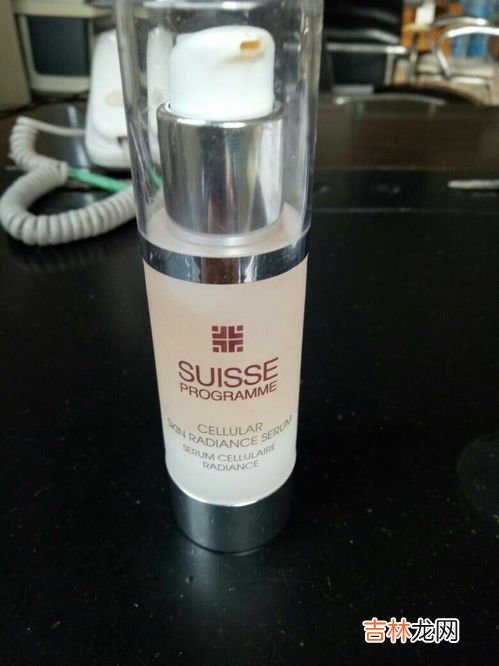 SUISSE
PROGRAMME
CELLULAR
SKIN RADIANCE SERUM
SERUM CELLULAIRE
RADIANCE
吉林龙网